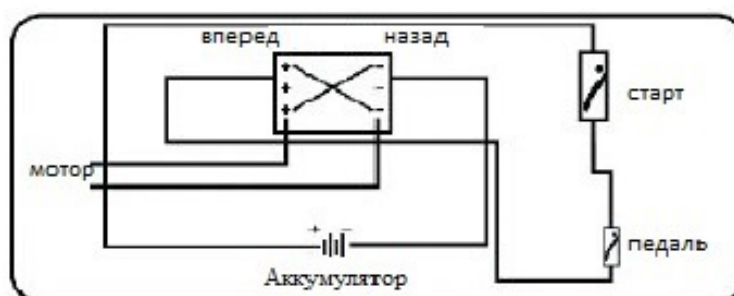 вперед назад
старт
мотор
педаль
+ −
Аккумулятор